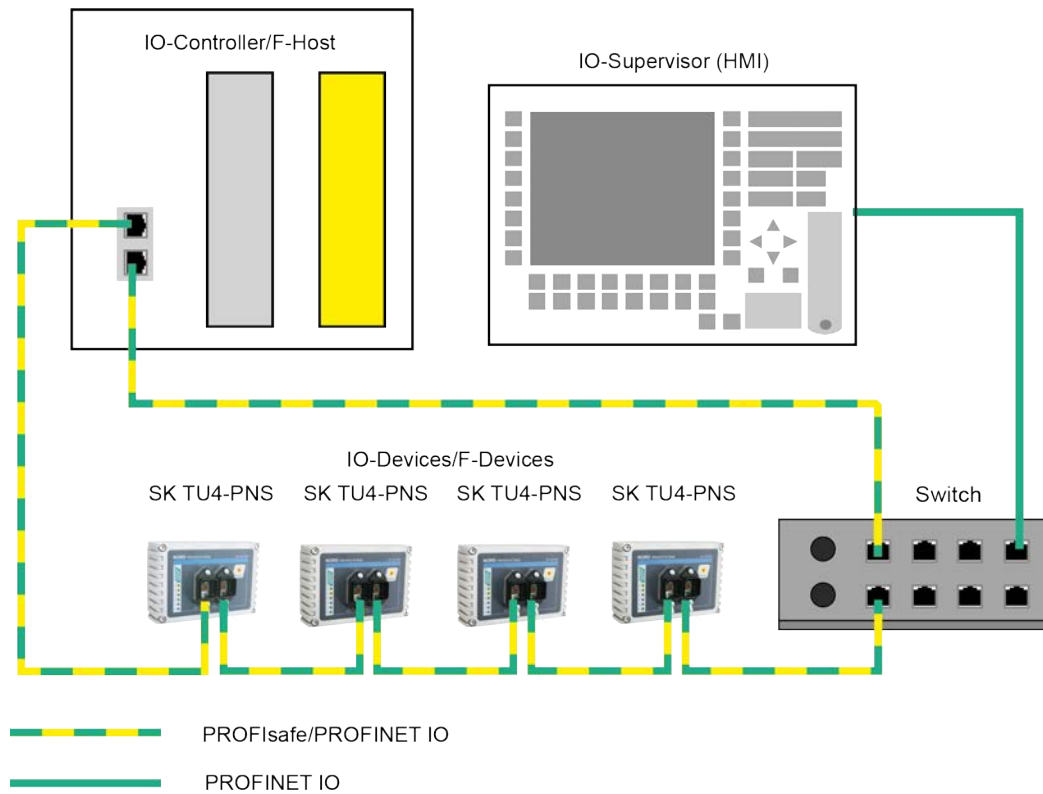 IO-Controller/F-Host
IO-Supervisor (HMI)
IO-Devices/F-Devices
SK TU4-PNS SK TU4-PNS SK TU4-PNS SK TU4-PNS
Switch
PROFIsafe/PROFINET IO
PROFINET IO